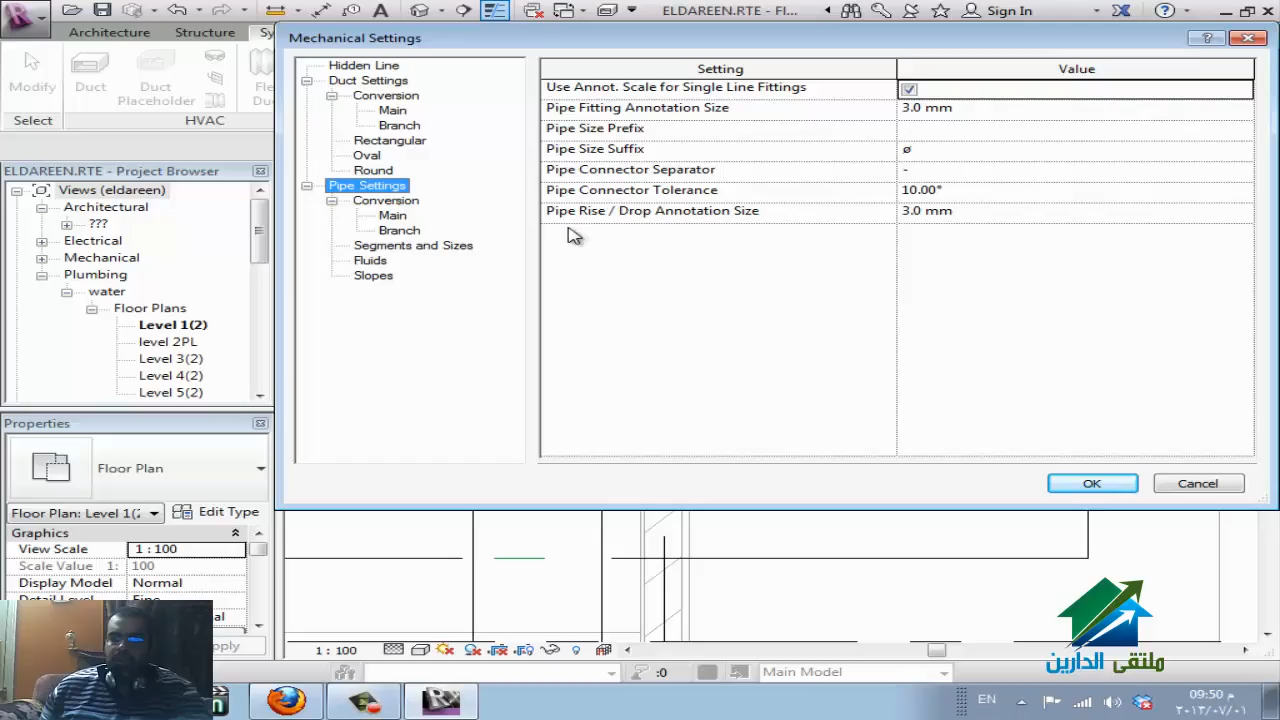 ELDAREEN.RTE - Fl...
Sign In
Architecture
Structure
Sy
Modify
Duct
Duct
Placeholder
Fle
Du
Select
HVAC
Mechanical Settings
Hidden Line
Duct Settings
Conversion
Main
Branch
Rectangular
Oval
Round
Pipe Settings
Conversion
Main
Branch
Segments and Sizes
Fluids
Slopes
Setting Value
Use Annot. Scale for Single Line Fittings
Pipe Fitting Annotation Size 3.0 mm
Pipe Size Prefix
Pipe Size Suffix ø
Pipe Connector Separator -
Pipe Connector Tolerance 10.00°
Pipe Rise / Drop Annotation Size 3.0 mm
OK Cancel
ELDAREEN.RTE - Project Browser
Views (eldareen)
Architectural
???
Electrical
Mechanical
Plumbing
water
Floor Plans
Level 1(2)
level 2PL
Level 3(2)
Level 4(2)
Level 5(2)
Properties
Floor Plan
Floor Plan: Level 1(2
Edit Type
Graphics
View Scale 1 : 100
Scale Value 1: 100
Display Model Normal
1 : 100
:0
Main Model
ملتقى الدارين
EN
09:50 م
٢٠١٣/٠٧/٠١